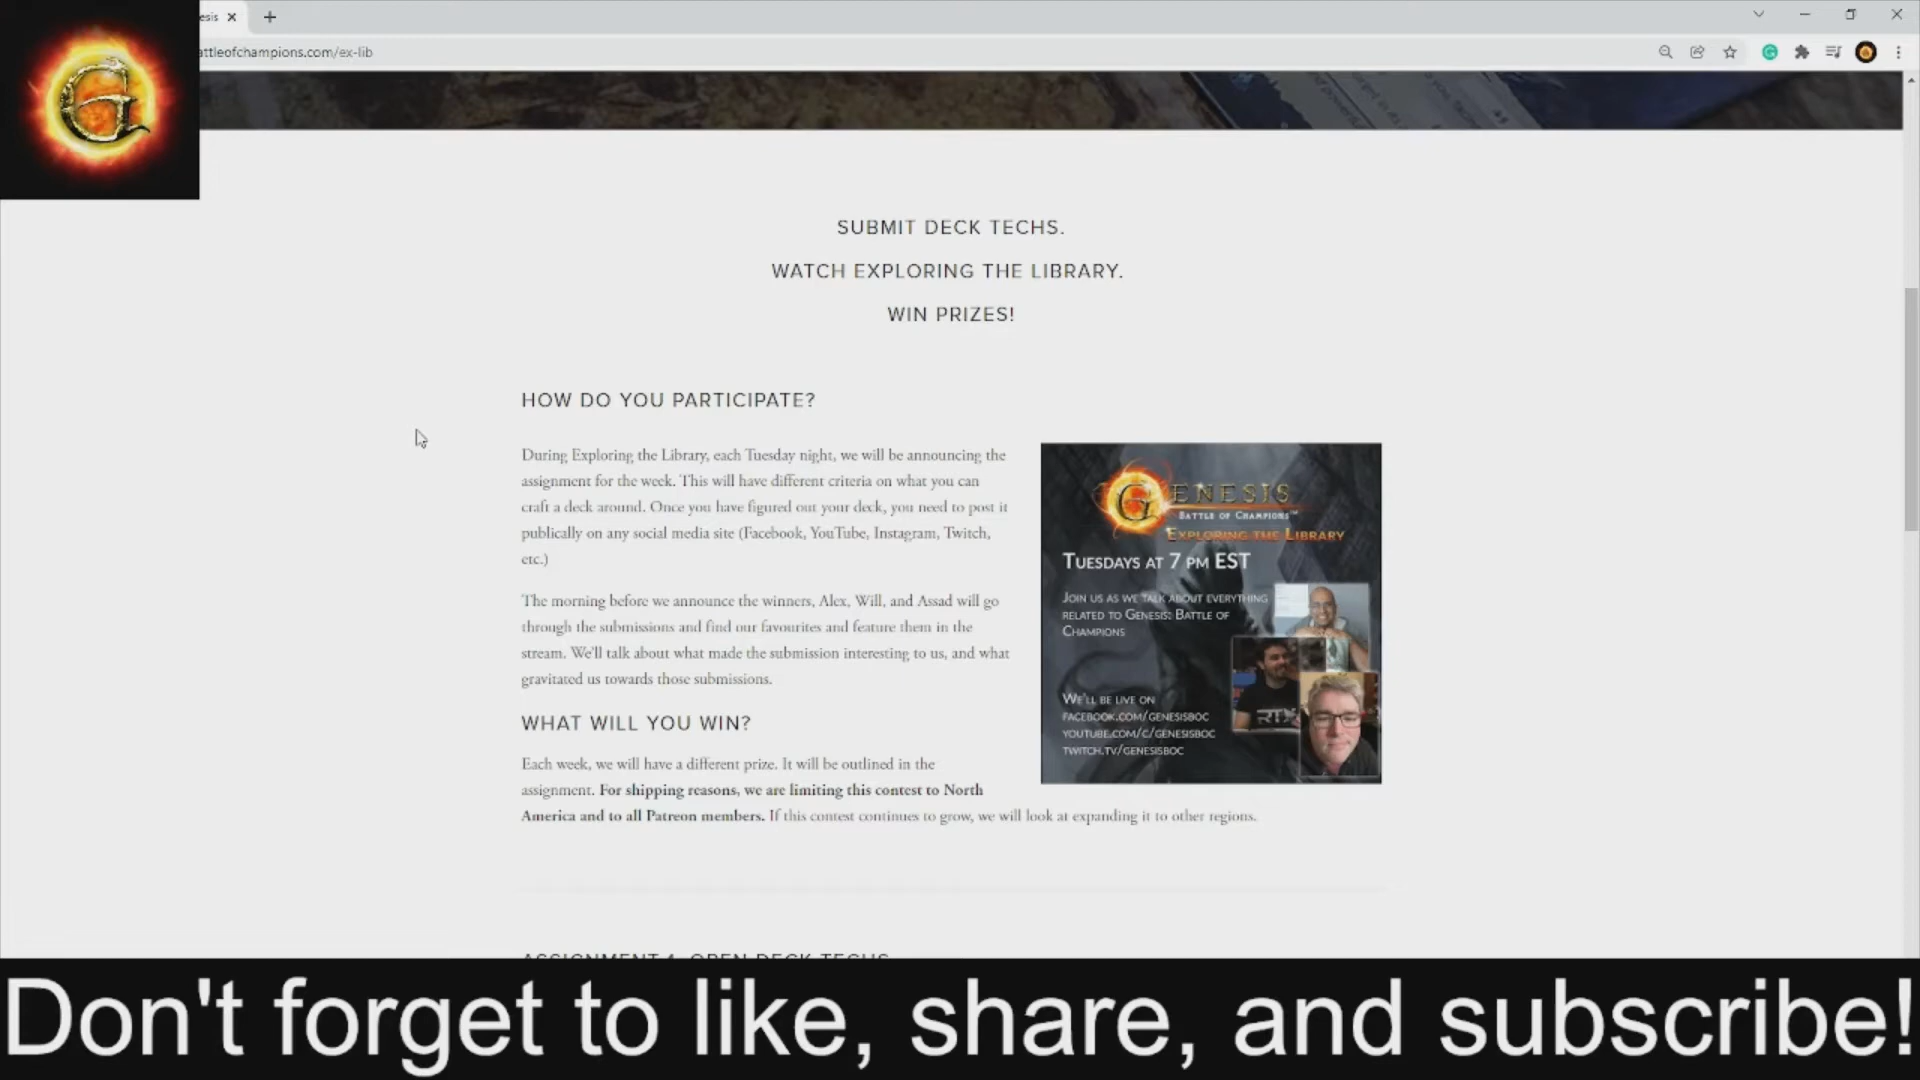 esis
attleofchampions.com/ex-lib
SUBMIT DECK TECHS.
WATCH EXPLORING THE LIBRARY.
WIN PRIZES!
HOW DO YOU PARTICIPATE?
During Exploring the Library, each Tuesday night, we will be announcing the
assignment for the week. This will have different criteria on what you can
craft a deck around. Once you have figured out your deck, you need to post it
publically on any social media site (Facebook, YouTube, Instagram, Twitch,
etc.)
The morning before we announce the winners, Alex, Will, and Assad will go
through the submissions and find our favourites and feature them in the
stream. We'll talk about what made the submission interesting to us, and what
gravitated us towards those submissions.
WHAT WILL YOU WIN?
Each week, we will have a different prize. It will be outlined in the
assignment. For shipping reasons, we are limiting this contest to North
America and to all Patreon members. If this contest continues to grow, we will look at expanding it to other regions.
GENESIS
BATTLE OF CHAMPIONS™
EXPLORING THE LIBRARY
TUESDAYS AT 7 PM EST
JOIN US AS WE TALK ABOUT EVERYTHING
RELATED TO GENESIS: BATTLE OF
CHAMPIONS
WE'LL BE LIVE ON
FACEBOOK.COM/GENESISBOC
YOUTUBE.COM/C/GENESISBOC
TWITCH.TV/GENESISBOC
RTX
ASSIGNMENT 4: OPEN DECK TECHS
Don't forget to like, share, and subscribe!